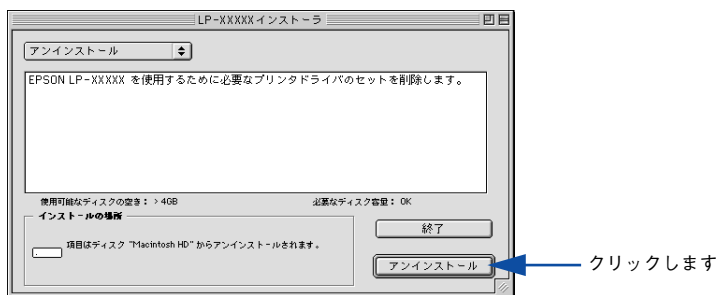 LP-XXXXXインストーラ
アンインストール
EPSON LP-XXXXX を使用するために必要なプリンタドライバのセットを削除します。
使用可能なディスクの空き： >4GB
必要なディスク容量： OK
インストールの場所
項目はディスク "Macintosh HD" からアンインストールされます。
終了
アンインストール
クリックします